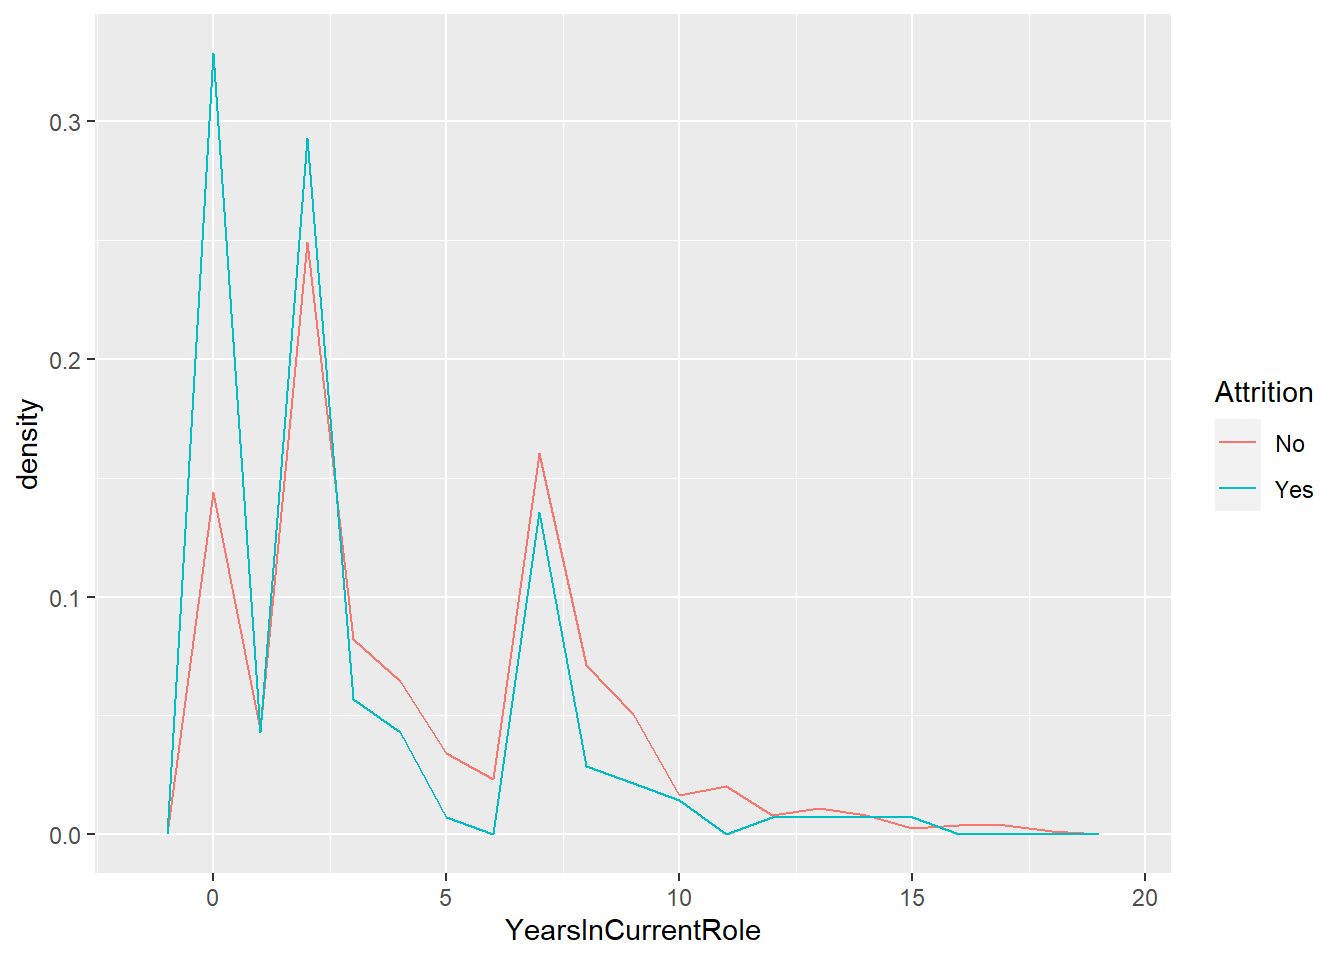 0.3
0.2
0.1
0.0
density
0 5 10 15 20
YearsInCurrentRole
Attrition
No
Yes